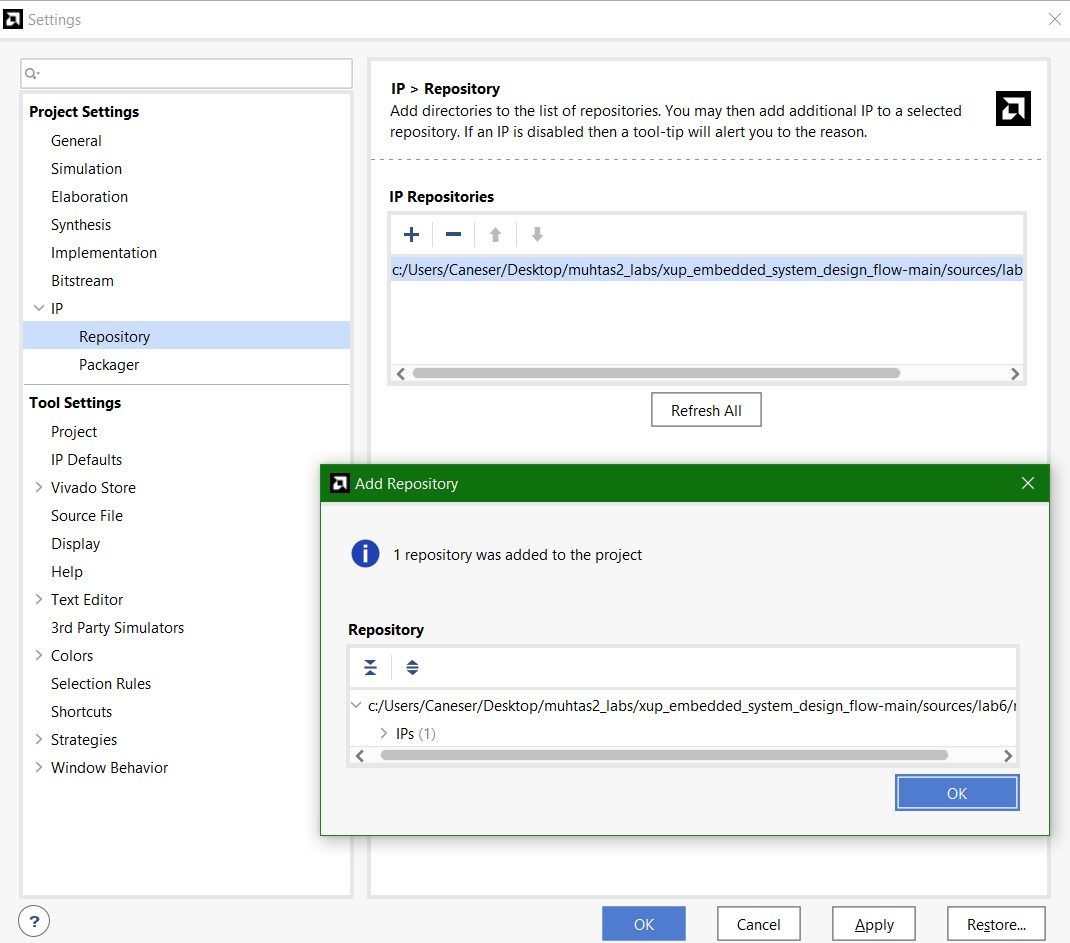 Settings
Project Settings
General
Simulation
Elaboration
Synthesis
Implementation
Bitstream
IP
Repository
Packager
Tool Settings
Project
IP Defaults
Vivado Store
Source File
Display
Help
Text Editor
3rd Party Simulators
Colors
Selection Rules
Shortcuts
Strategies
Window Behavior
IP > Repository
Add directories to the list of repositories. You may then add additional IP to a selected
repository. If an IP is disabled then a tool-tip will alert you to the reason.
IP Repositories
c:/Users/Caneser/Desktop/muhtas2_labs/xup_embedded_system_design_flow-main/sources/lab
Refresh All
Add Repository
1 repository was added to the project
Repository
c:/Users/Caneser/Desktop/muhtas2_labs/xup_embedded_system_design_flow-main/sources/lab6/
IPs (1)
OK
?
OK
Cancel
Apply
Restore...